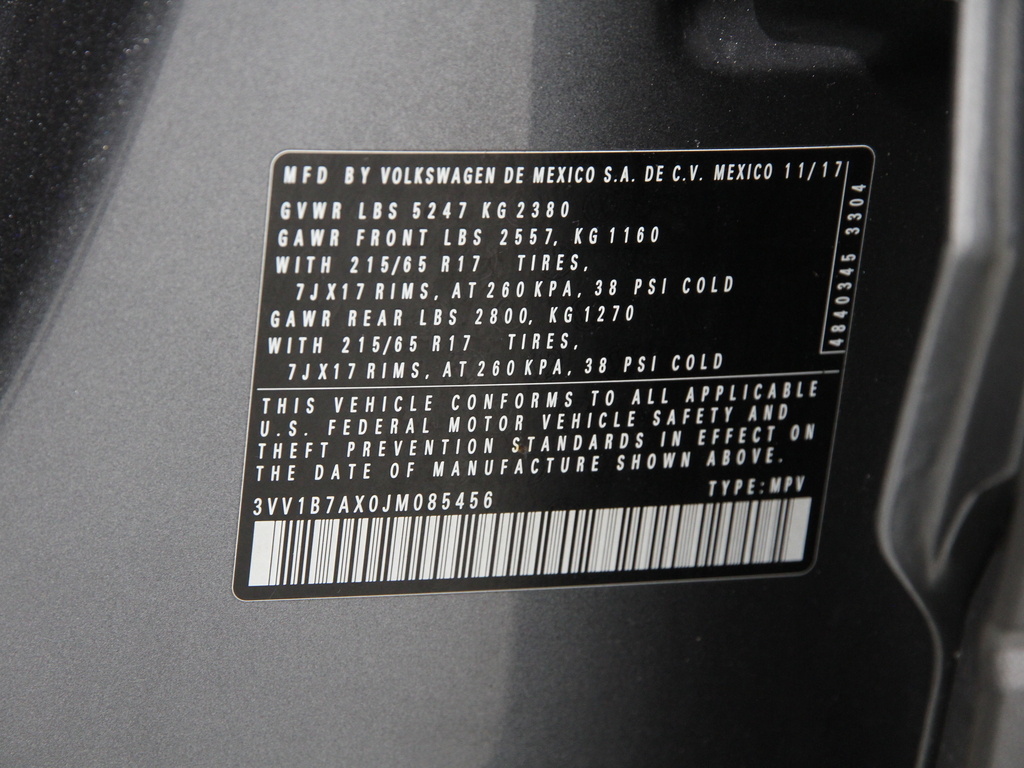 MFD BY VOLKSWAGEN DE MEXICO S.A. DE C.V. MEXICO 11/17
GVWR LBS 5247 KG 2380
GAWR FRONT LBS 2557, KG 1160
WITH 215/65 R17 TIRES,
7JX17 RIMS, AT 260 KPA, 38 PSI COLD
GAWR REAR LBS 2800, KG 1270
WITH 215/65 R17 TIRES,
7JX17 RIMS, AT 260 KPA, 38 PSI COLD
4840345 3304
THIS VEHICLE CONFORMS TO ALL APPLICABLE
U.S. FEDERAL MOTOR VEHICLE SAFETY AND
THEFT PREVENTION STANDARDS IN EFFECT ON
THE DATE OF MANUFACTURE SHOWN ABOVE.
3VV1B7AX0JM085456 TYPE: MPV